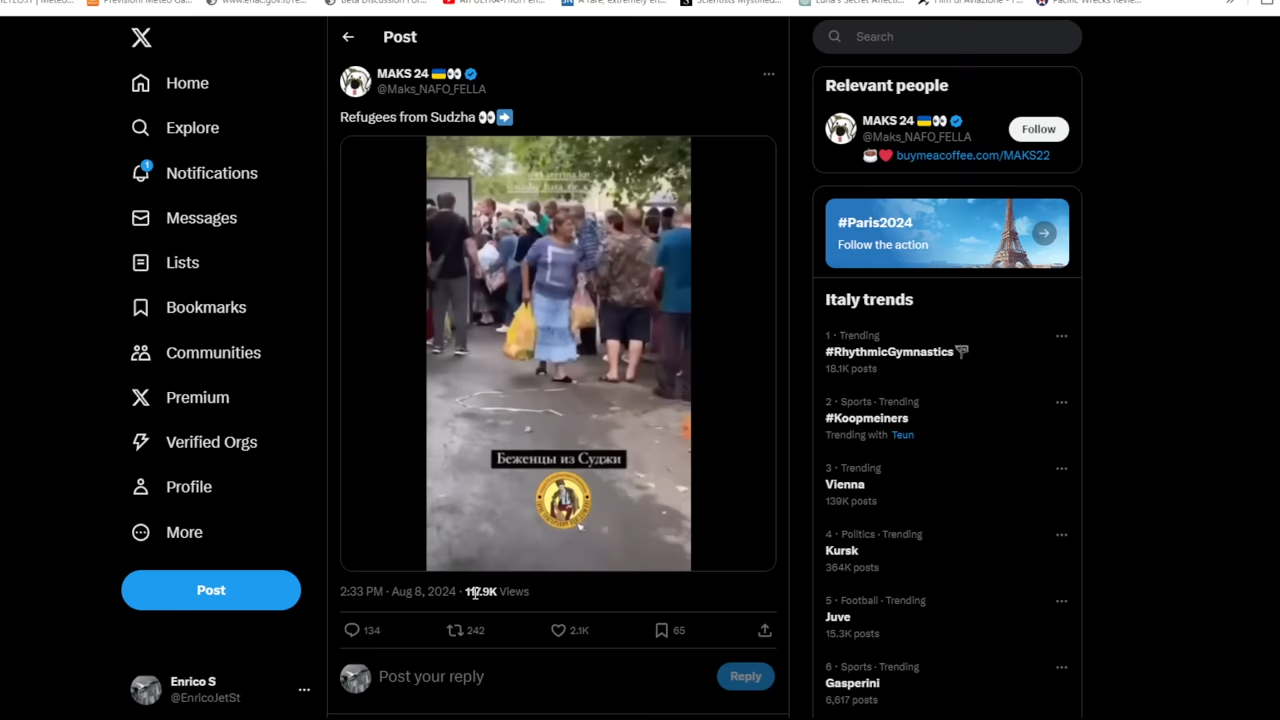 Post
MAKS 24
@Maks_NAFO_FELLA
Refugees from Sudzha
Беженцы из Суджи
2:33 PM · Aug 8, 2024 · Views
134
242
2.1K
65
Post your reply
Reply
Home
Explore
1
Notifications
Messages
Lists
Bookmarks
Communities
Premium
Verified Orgs
Profile
More
Post
Enrico S
@EnricoJetSt
Search
Relevant people
MAKS 24
@Maks_NAFO_FELLA
Follow
buymeacoffee.com/MAKS22
#Paris2024
Follow the action
Italy trends
1 · Trending
#RhythmicGymnastics
18.1K posts
2 · Sports · Trending
#Koopmeiners
Trending with Teun
3 · Trending
Vienna
139K posts
4 · Politics · Trending
Kursk
364K posts
5 · Football · Trending
Juve
15.3K posts
6 · Sports · Trending
Gasperini
6,617 posts